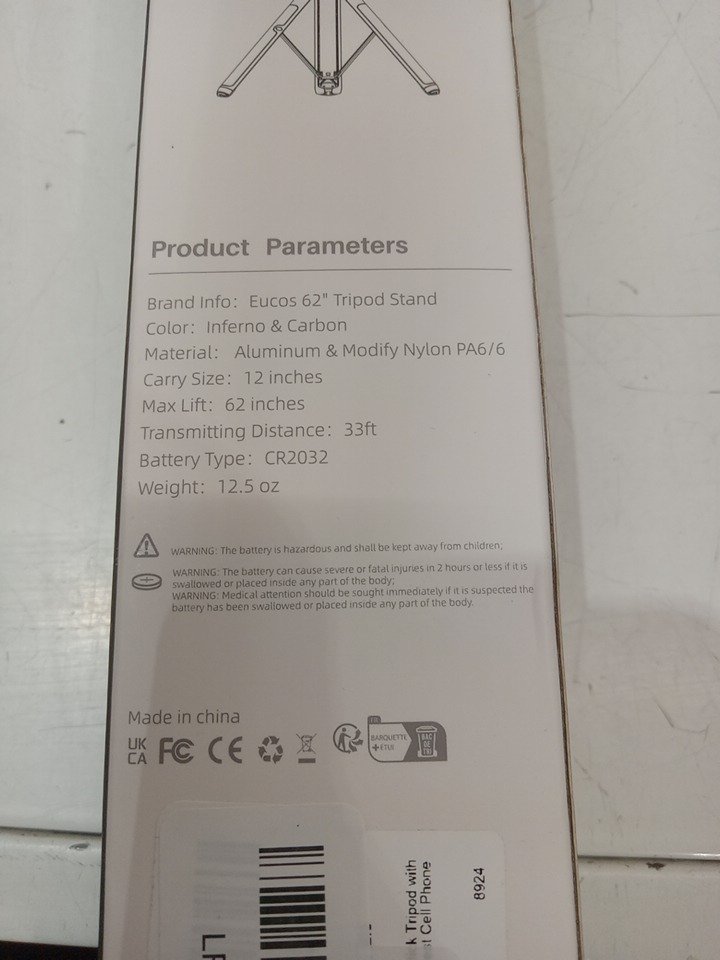 Product Parameters
Brand Info: Eucos 62" Tripod Stand
Color: Inferno & Carbon
Material: Aluminum & Modify Nylon PA6/6
Carry Size: 12 inches
Max Lift: 62 inches
Transmitting Distance: 33ft
Battery Type: CR2032
Weight: 12.5 oz
WARNING: The battery is hazardous and shall be kept away from children;
WARNING: The battery can cause severe or fatal injuries in 2 hours or less if it is
swallowed or placed inside any part of the body;
WARNING: Medical attention should be sought immediately if it is suspected the
battery has been swallowed or placed inside any part of the body.
Made in china
UK
CA
FC CE
FR
BARQUETTE
+ETUI
BAC
DE
TRI
k Tripod with
t Cell Phone
8924